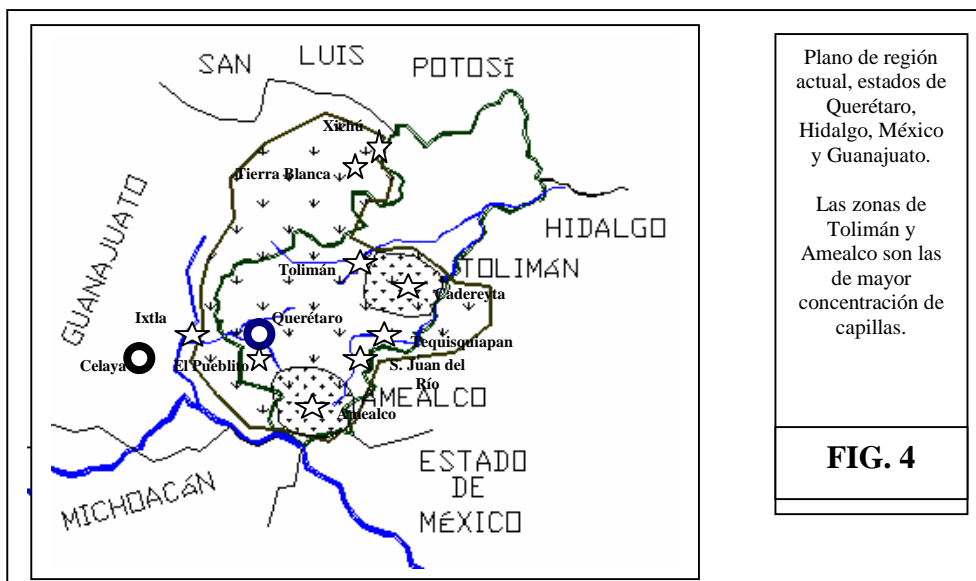 SAN LUIS POTOSÍ
Xichú
Tierra Blanca
GUANAJUATO
HIDALGO
Tolimán
TOLIMÁN
Cadereyta
Ixtla
Querétaro
Tequisquiapan
Celaya
El Pueblito
S. Juan del
Río
AMEALCO
Amealco
MICHOACÁN
ESTADO
DE
MÉXICO
Plano de región
actual, estados de
Querétaro,
Hidalgo, México
y Guanajuato.
Las zonas de
Tolimán y
Amealco son las
de mayor
concentración de
capillas.
FIG. 4